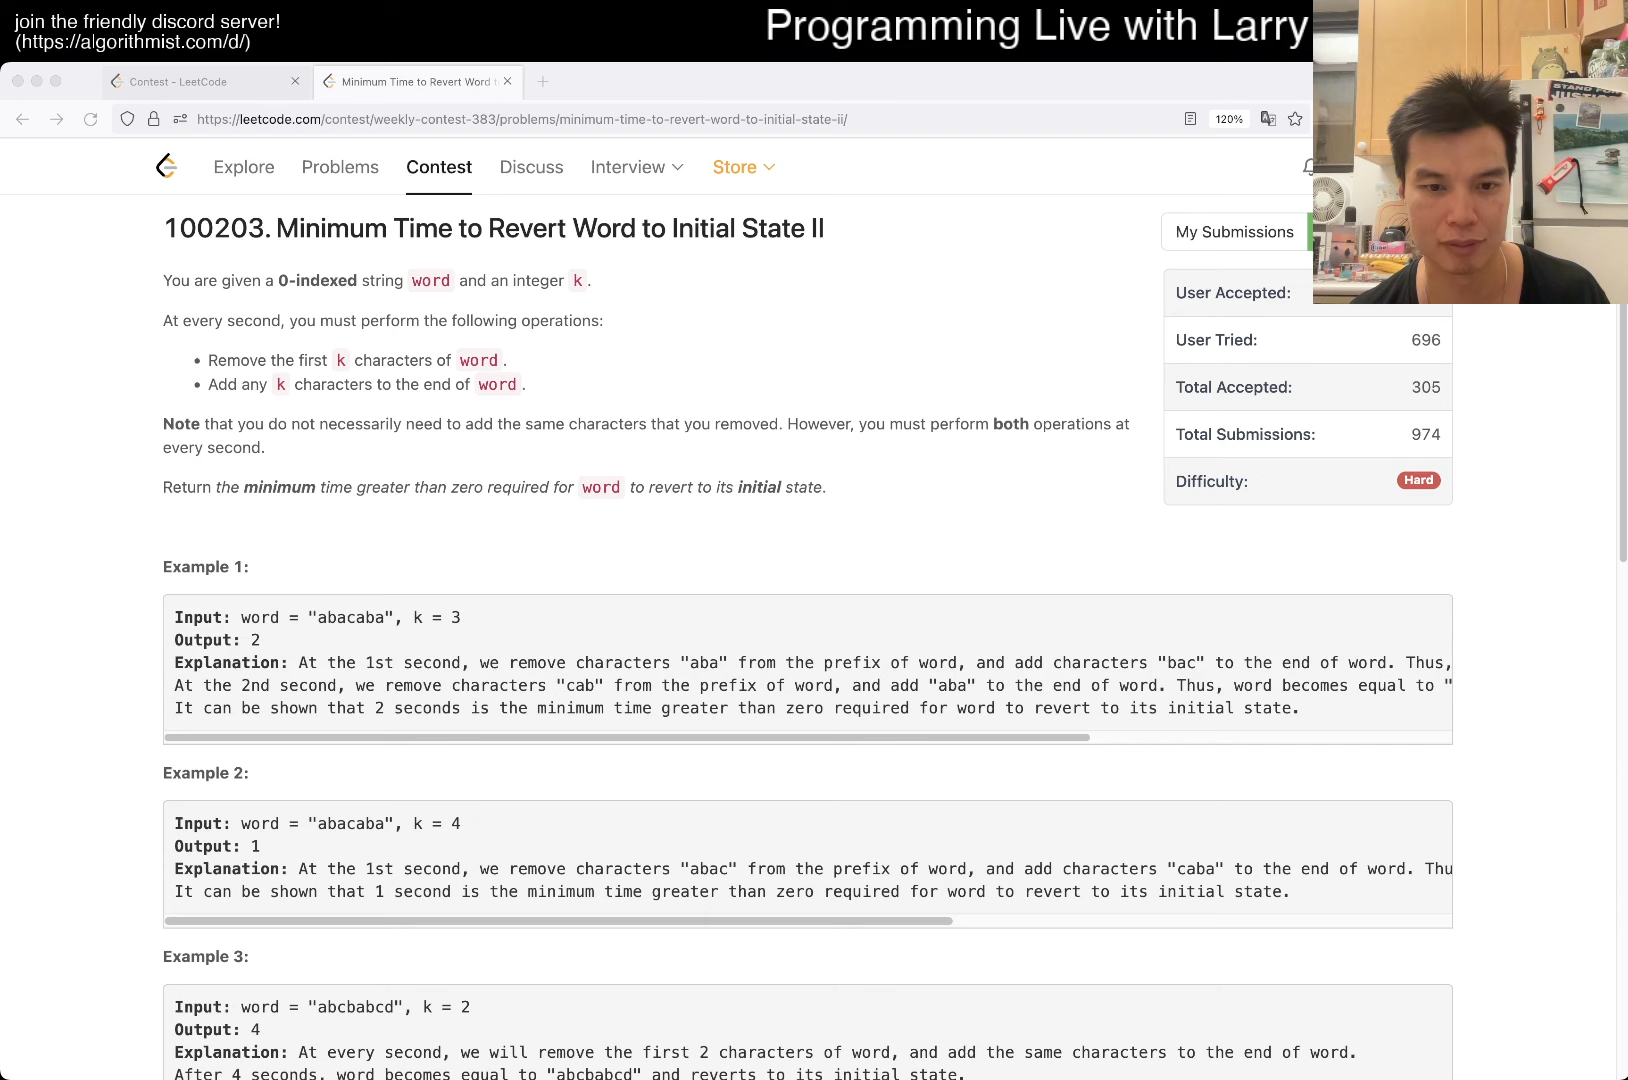 join the friendly discord server!
(https://algorithmist.com/d/)
Programming Live with Larry
Contest - LeetCode
Minimum Time to Revert Word t
https://leetcode.com/contest/weekly-contest-383/problems/minimum-time-to-revert-word-to-initial-state-ii/
120%
Explore Problems Contest Discuss Interview Store
100203. Minimum Time to Revert Word to Initial State II
My Submissions
You are given a 0-indexed string word and an integer k.
At every second, you must perform the following operations:
• Remove the first k characters of word.
• Add any k characters to the end of word.
Note that you do not necessarily need to add the same characters that you removed. However, you must perform both operations at
every second.
Return the minimum time greater than zero required for word to revert to its initial state.
User Accepted:
User Tried: 696
Total Accepted: 305
Total Submissions: 974
Difficulty: Hard
Example 1:
Input: word = "abacaba", k = 3
Output: 2
Explanation: At the 1st second, we remove characters "aba" from the prefix of word, and add characters "bac" to the end of word. Thus,
At the 2nd second, we remove characters "cab" from the prefix of word, and add "aba" to the end of word. Thus, word becomes equal to "
It can be shown that 2 seconds is the minimum time greater than zero required for word to revert to its initial state.
Example 2:
Input: word = "abacaba", k = 4
Output: 1
Explanation: At the 1st second, we remove characters "abac" from the prefix of word, and add characters "caba" to the end of word. Thu
It can be shown that 1 second is the minimum time greater than zero required for word to revert to its initial state.
Example 3:
Input: word = "abcbabcd", k = 2
Output: 4
Explanation: At every second, we will remove the first 2 characters of word, and add the same characters to the end of word.
After 4 seconds, word becomes equal to "abcbabcd" and reverts to its initial state.